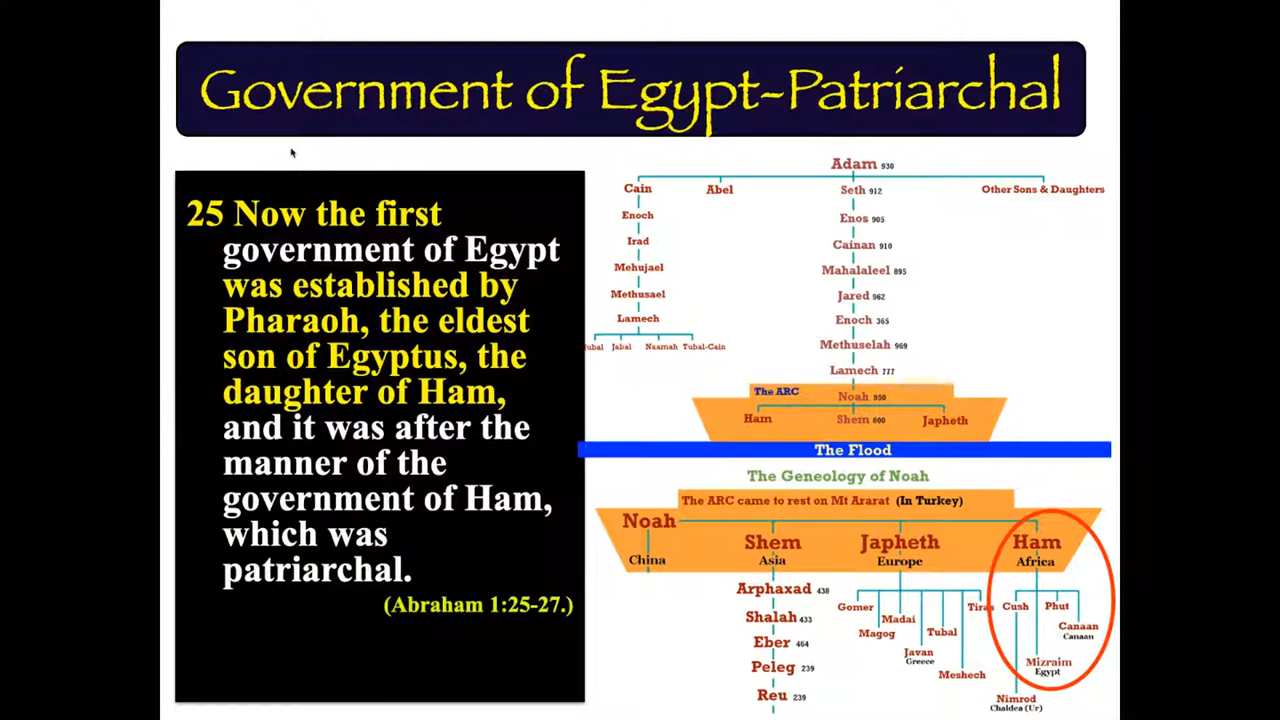 Government of Egypt-Patriarchal
25 Now the first
government of Egypt
was established by
Pharaoh, the eldest
son of Egyptus, the
daughter of Ham,
and it was after the
manner of the
government of Ham,
which was
patriarchal.
(Abraham 1:25-27.)
Adam 930
Cain Abel Seth 912 Other Sons & Daughters
Enoch Enos 905
Irad Cainan 910
Mehujael Mahalaleel 895
Methusael Jared 962
Lamech Enoch 365
Jubal Jabal Naamah Tubal-Cain Methuselah 969
Lamech 777
The ARC Noah 950
Ham Shem 600 Japheth
The Flood
The Geneology of Noah
The ARC came to rest on Mt Ararat (In Turkey)
Noah Shem Japheth Ham
China Asia Europe Africa
Arphaxad 438
Gomer Tiras Cush Phut
Shalah 433
Magog Madai Tubal Canaan
Canaan
Eber 464
Javan
Greece
Mizraim
Egypt
Peleg 239
Meshech
Reu 239
Nimrod
Chaldea (Ur)